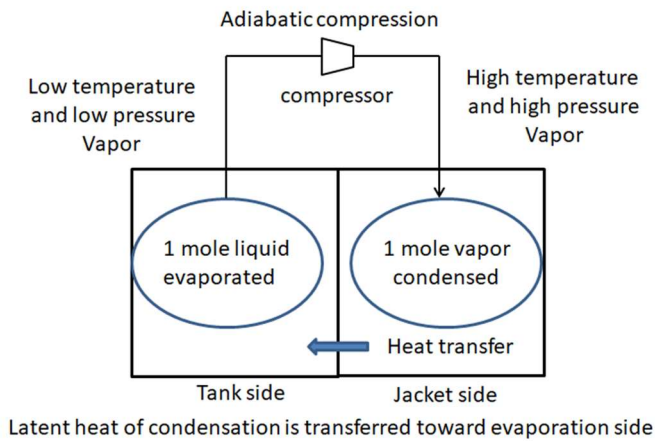 Adiabatic compression
Low temperature
and low pressure
Vapor
compressor
High temperature
and high pressure
Vapor
1 mole liquid
evaporated
1 mole vapor
condensed
Heat transfer
Tank side
Jacket side
Latent heat of condensation is transferred toward evaporation side